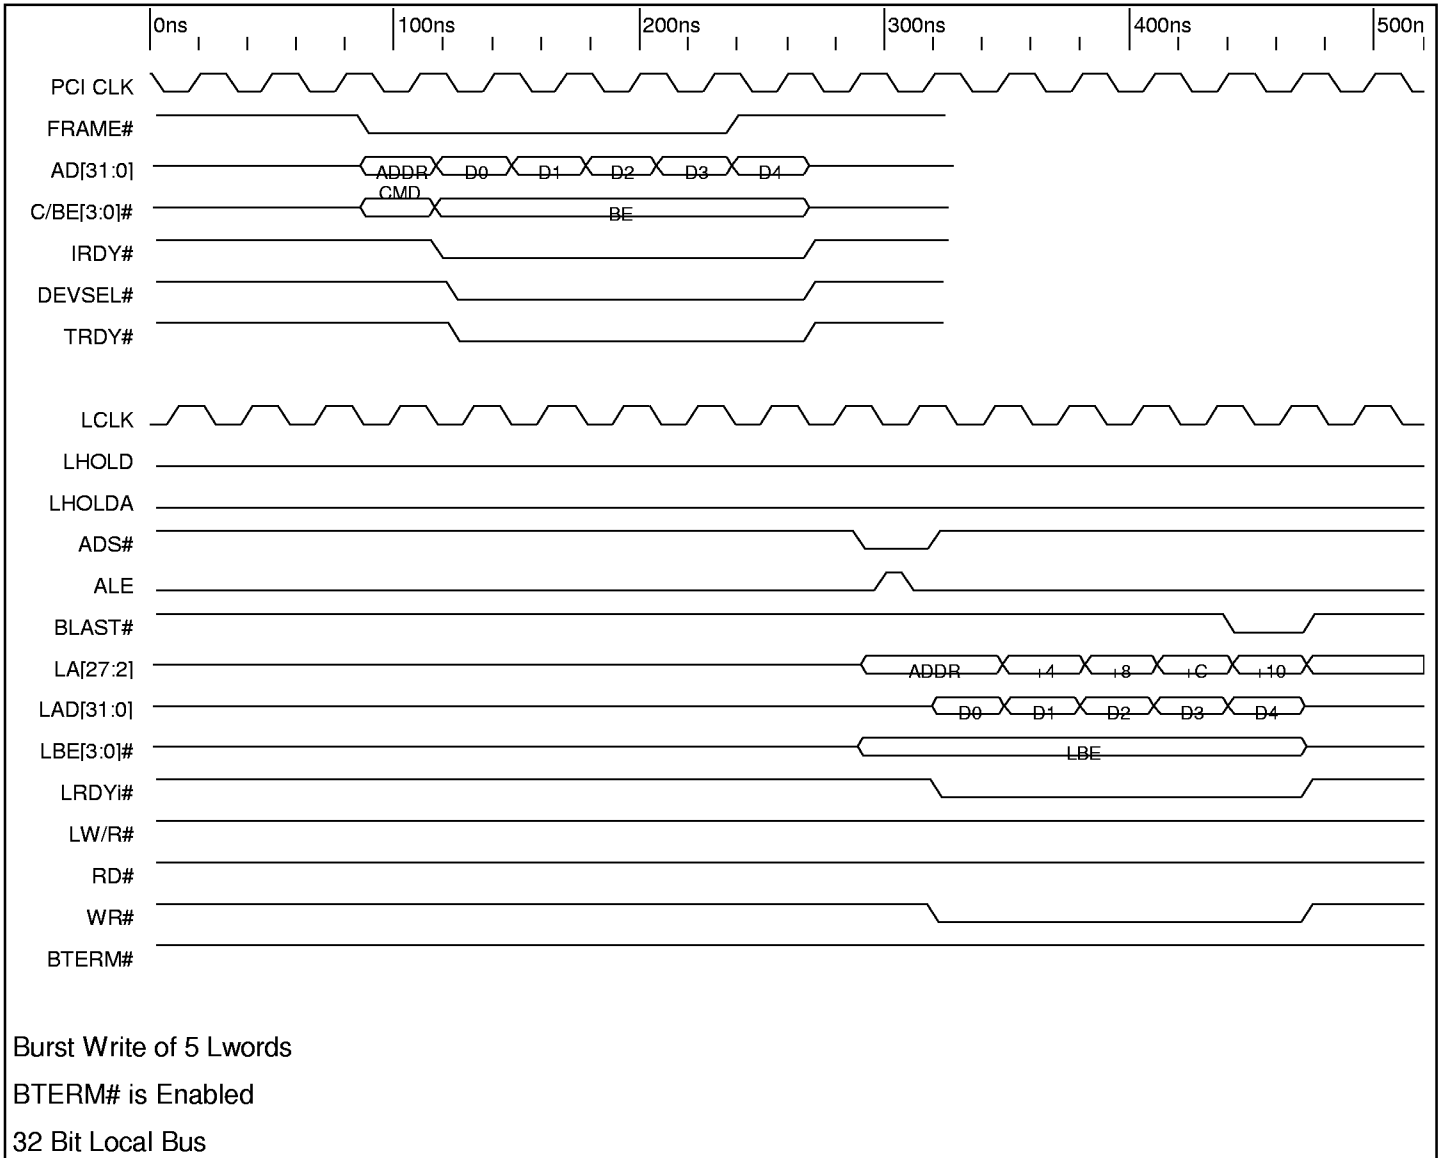 0ns 100ns 200ns 300ns 400ns 500n
PCI CLK
FRAME#
AD[31:0] ADDR D0 D1 D2 D3 D4
CMD
C/BE[3:0]# BE
IRDY#
DEVSEL#
TRDY#
LCLK
LHOLD
LHOLDA
ADS#
ALE
BLAST#
LA[27:2] ADDR +4 +8 +C +10
LAD[31:0] D0 D1 D2 D3 D4
LBE[3:0]# LBE
LRDYi#
LW/R#
RD#
WR#
BTERM#
Burst Write of 5 Lwords
BTERM# is Enabled
32 Bit Local Bus